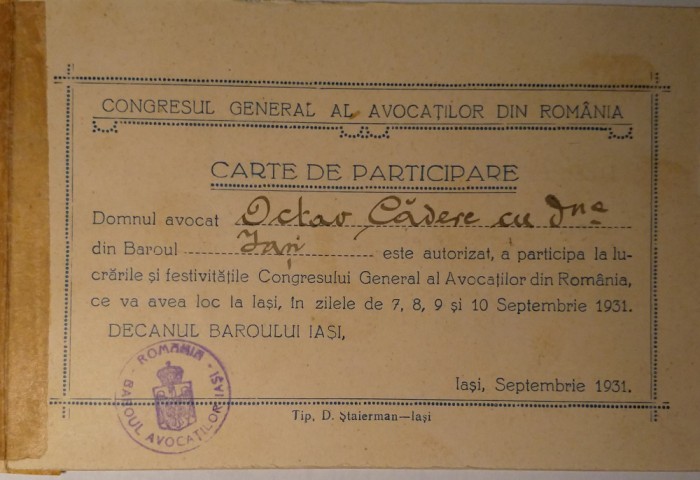 CONGRESUL GENERAL AL AVOCAȚILOR DIN ROMÂNIA
CARTE DE PARTICIPARE
Domnul avocat Octav Cădere cu Dna
din Baroul Iași este autorizat, a participa la lu-
crările și festivitățile Congresului General al Avocaților din România,
ce va avea loc la Iași, în zilele de 7, 8, 9 și 10 Septembrie 1931.
DECANUL BAROULUI IAȘI,
ROMANIA
BAROUL AVOCAȚILOR IAȘI
Iași, Septembrie 1931.
Tip, D. Ștaierman—Iași